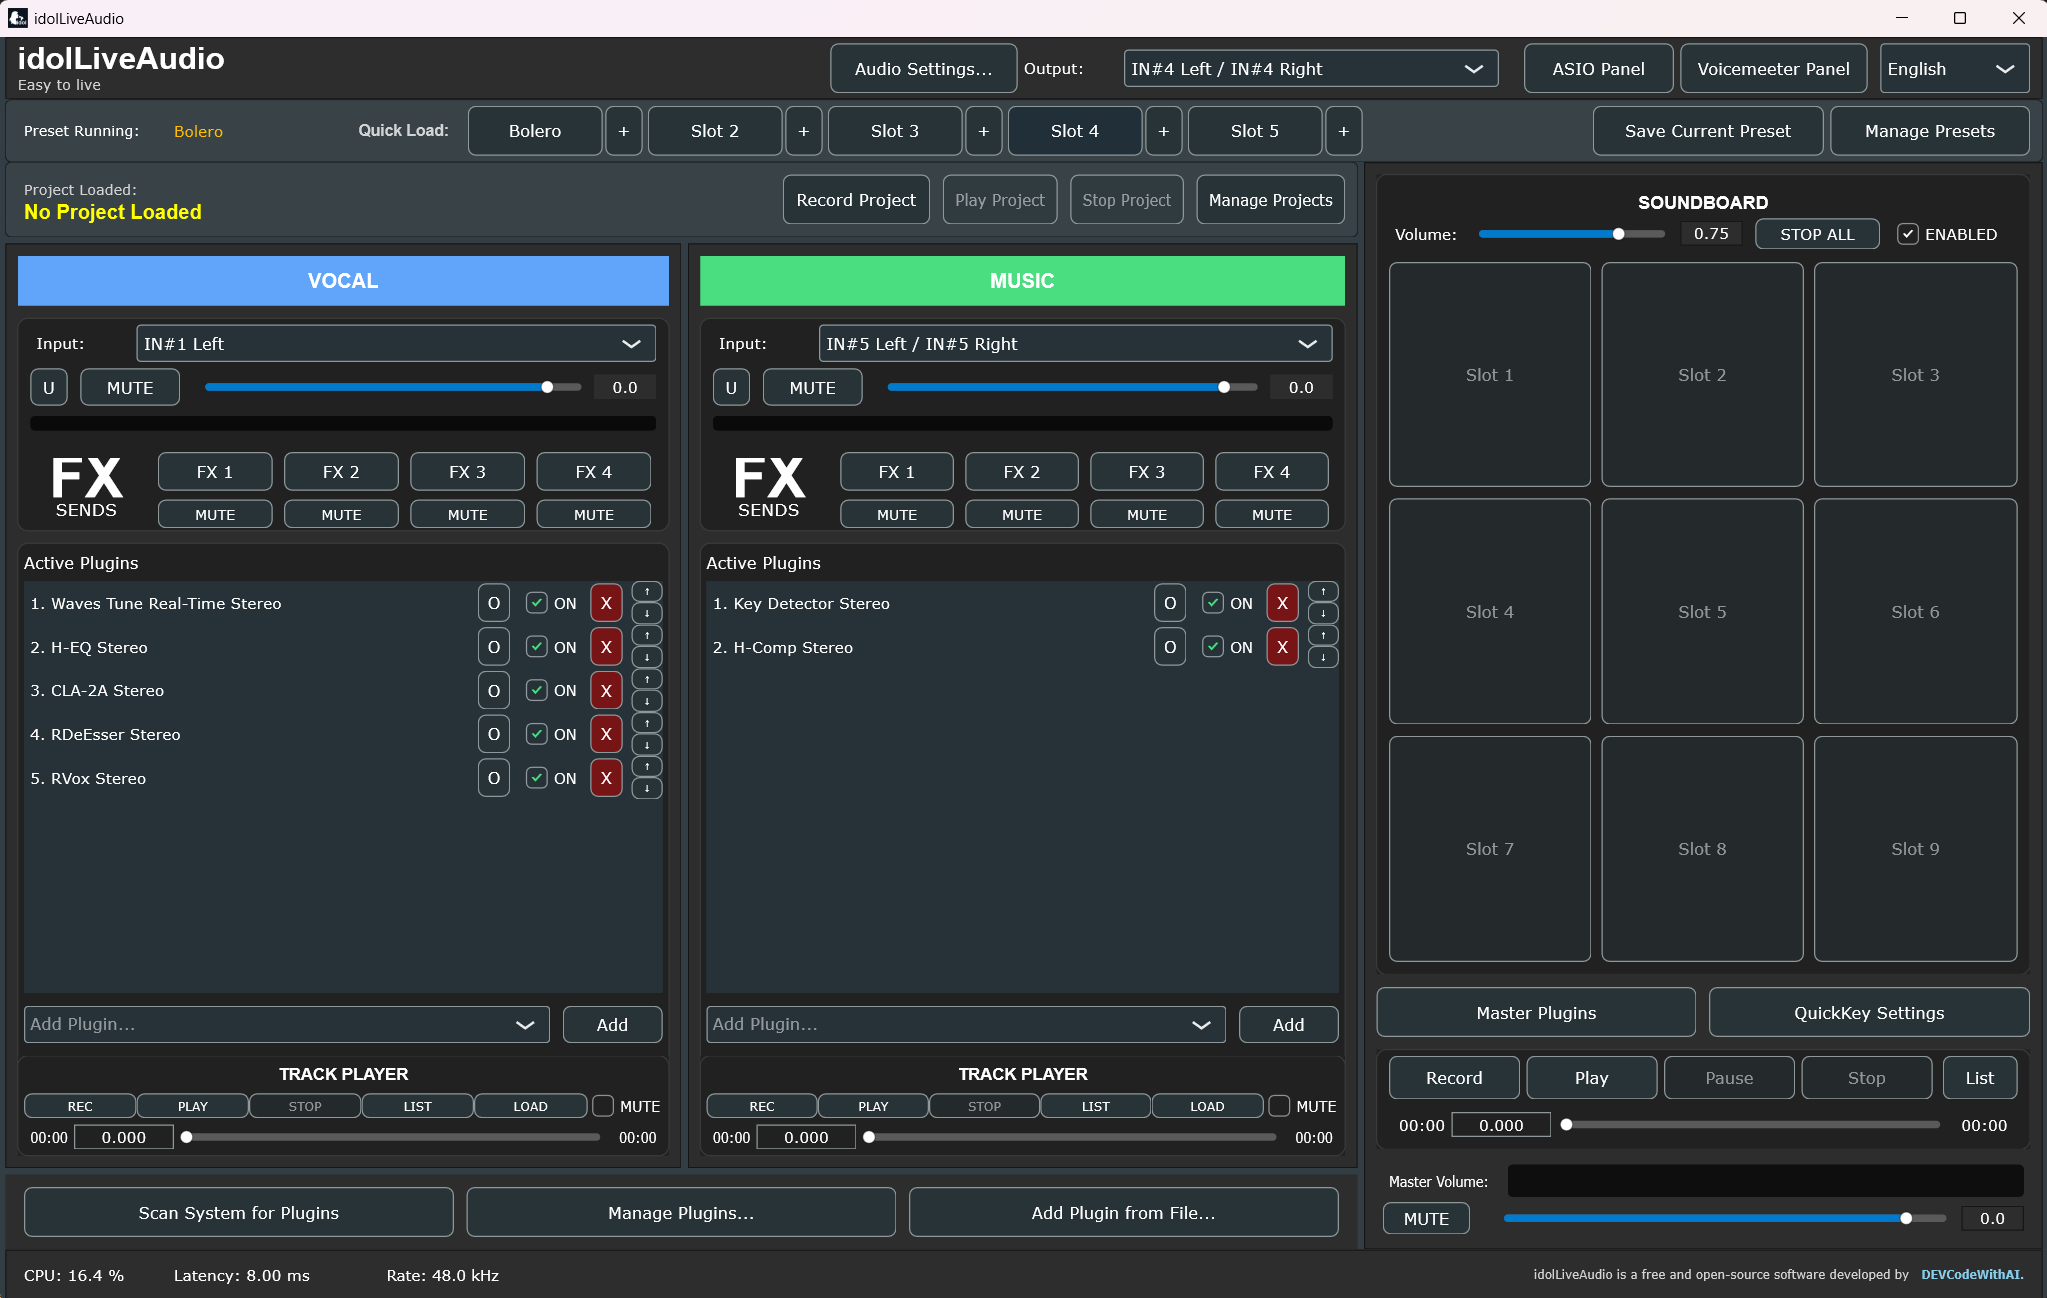 idolLiveAudio
idolLiveAudio
Easy to live
Audio Settings...
Output:
IN#4 Left / IN#4 Right
ASIO Panel
Voicemeeter Panel
English
Preset Running:
Bolero
Quick Load:
Bolero
+
Slot 2
+
Slot 3
+
Slot 4
+
Slot 5
+
Save Current Preset
Manage Presets
Project Loaded:
No Project Loaded
Record Project
Play Project
Stop Project
Manage Projects
VOCAL
Input:
IN#1 Left
U
MUTE
0.0
FX
SENDS
FX 1
FX 2
FX 3
FX 4
MUTE
MUTE
MUTE
MUTE
Active Plugins
1. Waves Tune Real-Time Stereo
O
ON
X
↑
↓
2. H-EQ Stereo
O
ON
X
↑
↓
3. CLA-2A Stereo
O
ON
X
↑
↓
4. RDeEsser Stereo
O
ON
X
↑
↓
5. RVox Stereo
O
ON
X
↑
↓
Add Plugin...
Add
TRACK PLAYER
REC
PLAY
STOP
LIST
LOAD
MUTE
00:00
0.000
00:00
MUSIC
Input:
IN#5 Left / IN#5 Right
U
MUTE
0.0
FX
SENDS
FX 1
FX 2
FX 3
FX 4
MUTE
MUTE
MUTE
MUTE
Active Plugins
1. Key Detector Stereo
O
ON
X
↑
↓
2. H-Comp Stereo
O
ON
X
↑
↓
Add Plugin...
Add
TRACK PLAYER
REC
PLAY
STOP
LIST
LOAD
MUTE
00:00
0.000
00:00
Scan System for Plugins
Manage Plugins...
Add Plugin from File...
SOUNDBOARD
Volume:
0.75
STOP ALL
ENABLED
Slot 1
Slot 2
Slot 3
Slot 4
Slot 5
Slot 6
Slot 7
Slot 8
Slot 9
Master Plugins
QuickKey Settings
Record
Play
Pause
Stop
List
00:00
0.000
00:00
Master Volume:
MUTE
0.0
CPU: 16.4 %
Latency: 8.00 ms
Rate: 48.0 kHz
idolLiveAudio is a free and open-source software developed by DEVCodeWithAI.